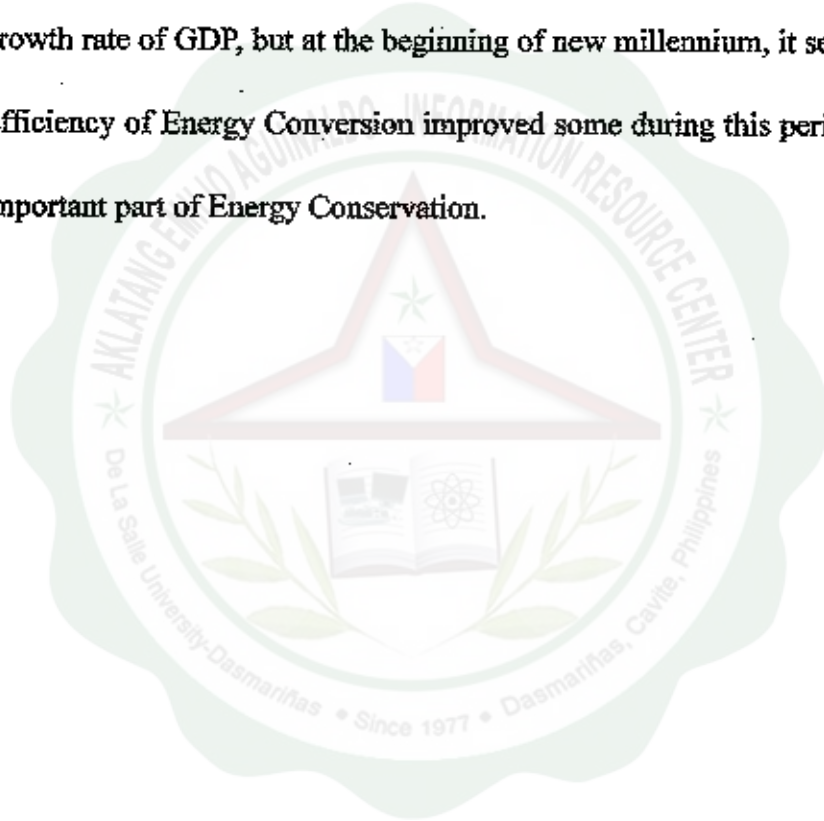 rowth rate of GDP, but at the beginning of new millennium, it se
fficiency of Energy Conversion improved some during this peri
mportant part of Energy Conservation.
AKLATANG EMILIO AGUINALDO - INFORMATION RESOURCE CENTER
De La Salle University-Dasmariñas • Since 1977 • Dasmariñas, Cavite, Philippines